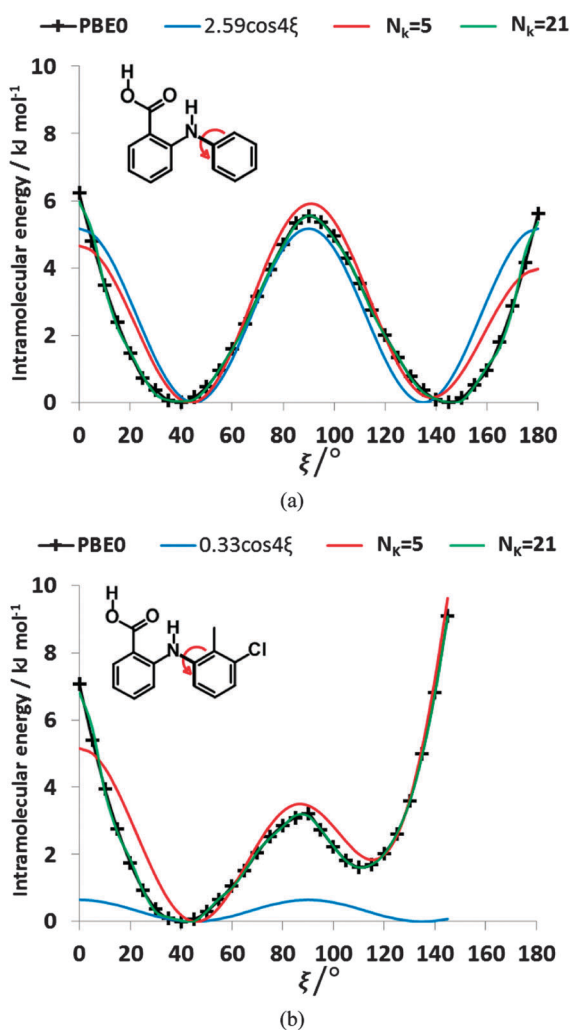 PBE0 2.59cos4ξ N_k=5 N_k=21
Intramolecular energy / kJ mol⁻¹
10
8
6
4
2
0
H
O
O
H
N
0 20 40 60 80 100 120 140 160 180
ξ/°
(a)
PBE0 0.33cos4ξ N_K=5 N_K=21
Intramolecular energy / kJ mol⁻¹
10
8
6
4
2
0
H
O
O
H
N
Cl
0 20 40 60 80 100 120 140 160 180
ξ/°
(b)